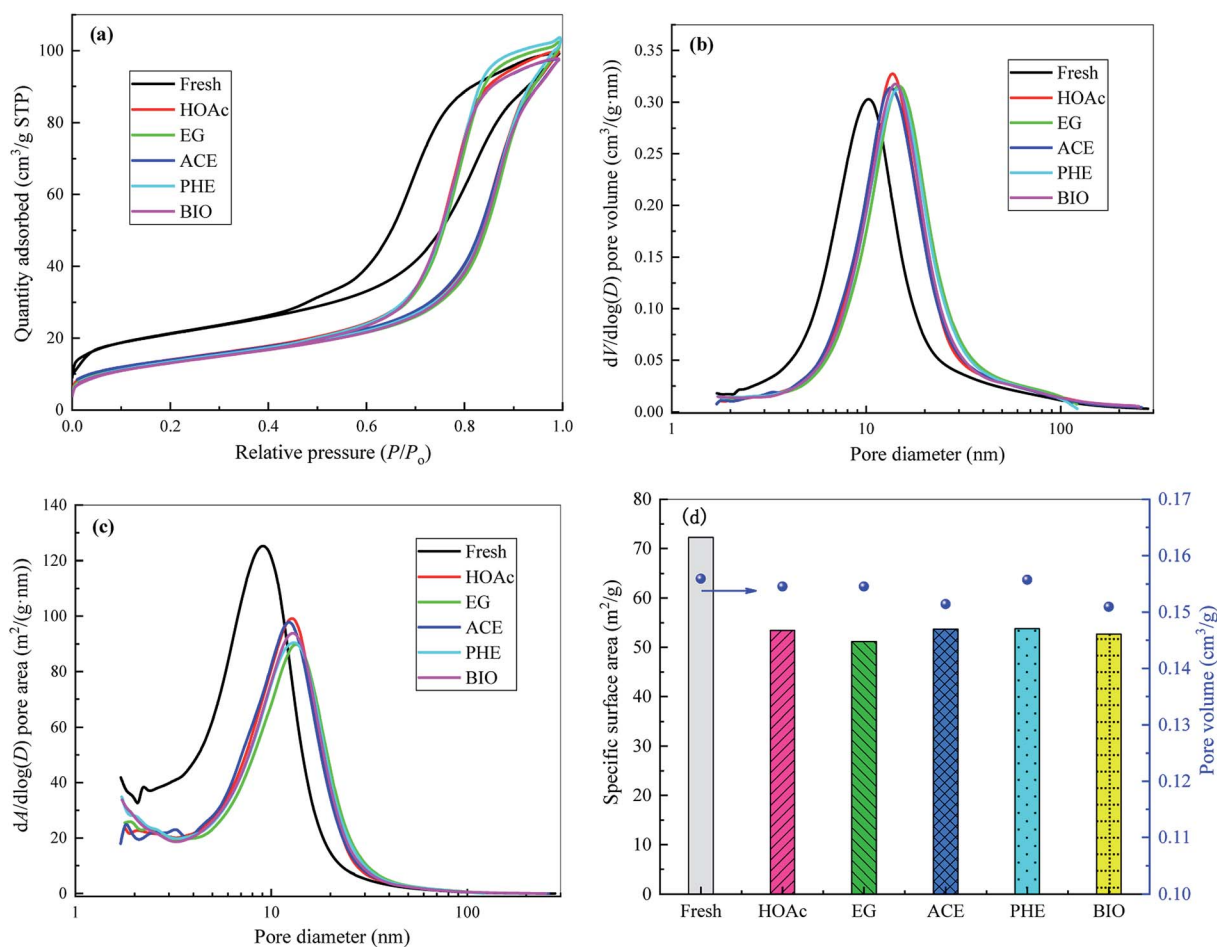 (a)
Fresh
HOAc
EG
ACE
PHE
BIO
100
80
60
40
20
0
0.0 0.2 0.4 0.6 0.8 1.0
Quantity adsorbed (cm³/g STP)
Relative pressure (P/Pₒ)
(b)
Fresh
HOAc
EG
ACE
PHE
BIO
0.35
0.30
0.25
0.20
0.15
0.10
0.05
0.00
1 10 100
dV/dlog(D) pore volume (cm³/(g·nm))
Pore diameter (nm)
(c)
Fresh
HOAc
EG
ACE
PHE
BIO
140
120
100
80
60
40
20
0
1 10 100
dA/dlog(D) pore area (m²/(g·nm))
Pore diameter (nm)
(d)
80
70
60
50
40
30
20
10
0
Specific surface area (m²/g)
0.17
0.16
0.15
0.14
0.13
0.12
0.11
0.10
Pore volume (cm³/g)
Fresh HOAc EG ACE PHE BIO